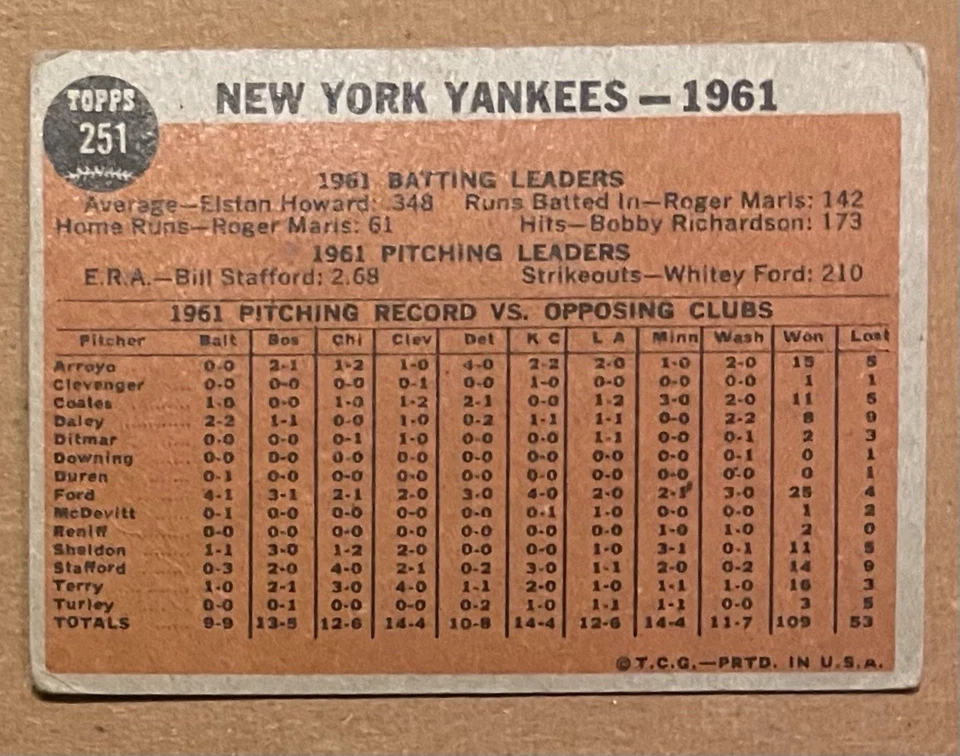 TOPPS
251
NEW YORK YANKEES — 1961
1961 BATTING LEADERS
Average—Elston Howard: .348 Runs Batted In—Roger Maris: 142
Home Runs—Roger Maris: 61 Hits—Bobby Richardson: 173
1961 PITCHING LEADERS
E.R.A.—Bill Stafford: 2.68 Strikeouts—Whitey Ford: 210
1961 PITCHING RECORD VS. OPPOSING CLUBS
Pitcher Balt Bos Chi Clev Det K C L A Minn Wash Won Lost
Arroyo 0-0 2-1 1-2 1-0 4-0 2-2 2-0 1-0 2-0 15 5
Clevenger 0-0 0-0 0-0 0-1 0-0 1-0 0-0 0-0 0-0 1 1
Coates 1-0 0-0 1-0 1-2 2-1 0-0 1-2 3-0 2-0 11 5
Daley 2-2 1-1 0-0 1-0 0-2 1-1 1-1 0-0 2-2 8 9
Ditmar 0-0 0-0 0-1 1-0 0-0 0-0 1-1 0-0 0-1 2 3
Downing 0-0 0-0 0-0 0-0 0-0 0-0 0-0 0-0 0-1 0 1
Duren 0-1 0-0 0-0 0-0 0-0 0-0 0-0 0-0 0-0 0 1
Ford 4-1 3-1 2-1 2-0 3-0 4-0 2-0 2-1 3-0 25 4
McDevitt 0-1 0-0 0-0 0-0 0-0 0-1 1-0 0-0 0-0 1 2
Reniff 0-0 0-0 0-0 0-0 0-0 0-0 0-0 1-0 1-0 2 0
Sheldon 1-1 3-0 1-2 2-0 0-0 0-0 1-0 3-1 0-1 11 5
Stafford 0-3 2-0 4-0 2-1 0-2 3-0 1-1 2-0 0-2 14 9
Terry 1-0 2-1 3-0 4-0 1-1 2-0 1-0 1-1 1-0 16 3
Turley 0-0 0-1 0-0 0-0 0-2 1-0 1-1 1-1 0-0 3 5
TOTALS 9-9 13-5 12-6 14-4 10-8 14-4 12-6 14-4 11-7 109 53
©T.C.G.—PRTD. IN U.S.A.